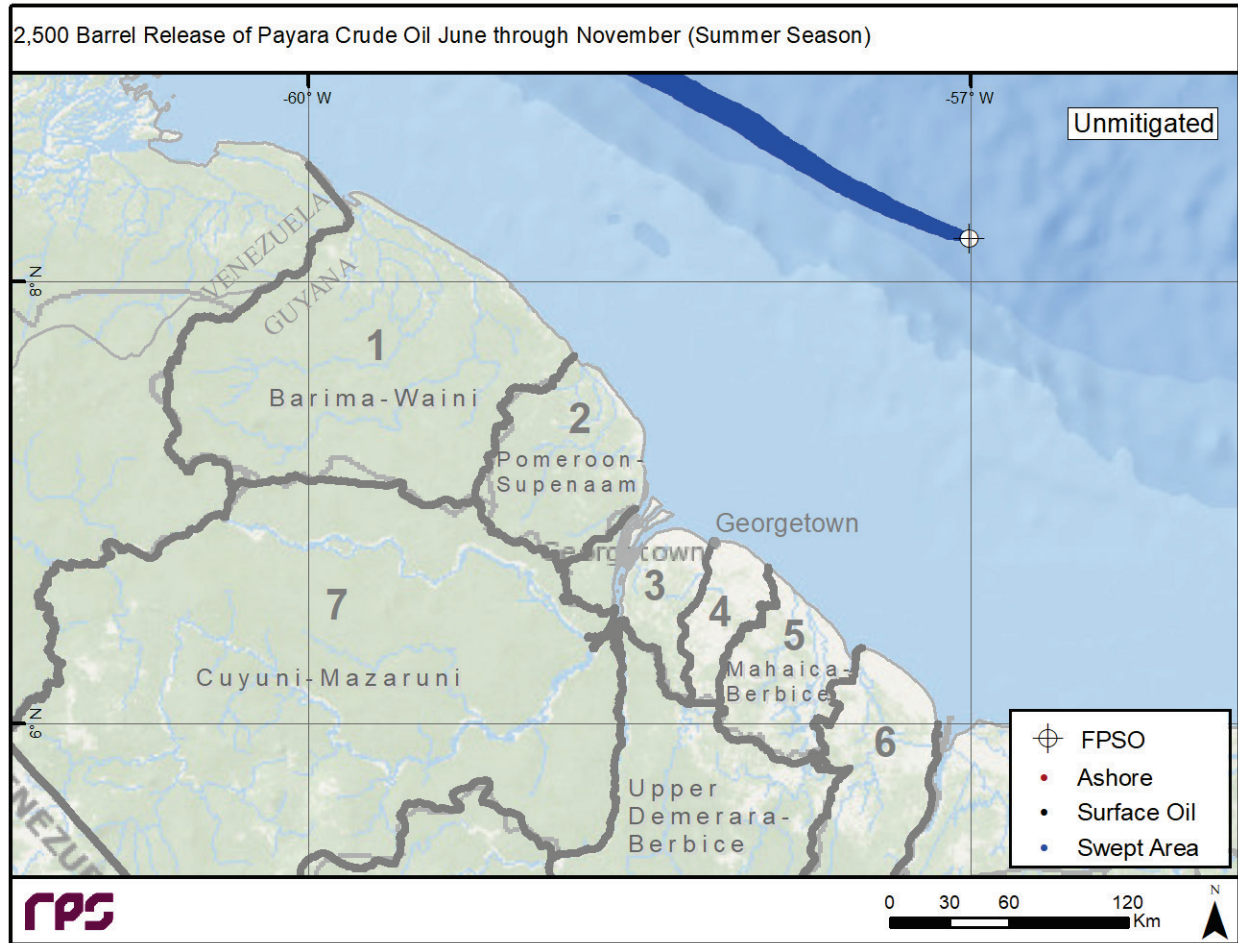 2,500 Barrel Release of Payara Crude Oil June through November (Summer Season)
-60° W
-57° W
Unmitigated
8° N
VENEZUELA
GUYANA
1
Barima-Waini
2
Pomeroon-
Supenaam
Georgetown
Georgetown
3
4
5
7
Mahaica-
Berbice
Cuyuni-Mazaruni
6° N
6
Upper
Demerara-
Berbice
FPSO
Ashore
Surface Oil
Swept Area
rps
0 30 60 120
Km
N